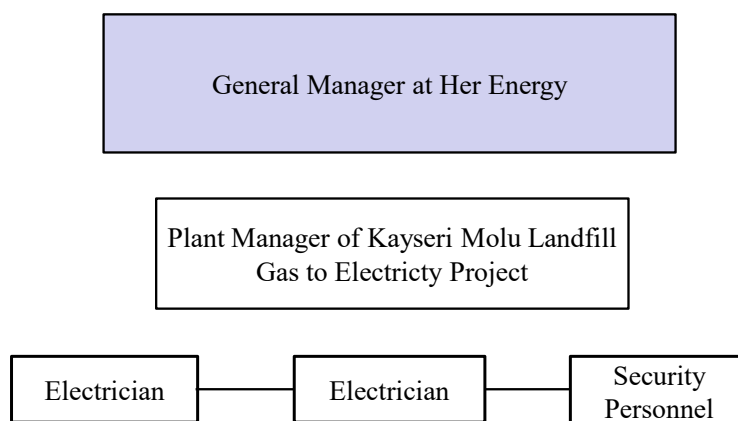 General Manager at Her Energy
Plant Manager of Kayseri Molu Landfill
Gas to Electricty Project
Electrician
Electrician
Security
Personnel